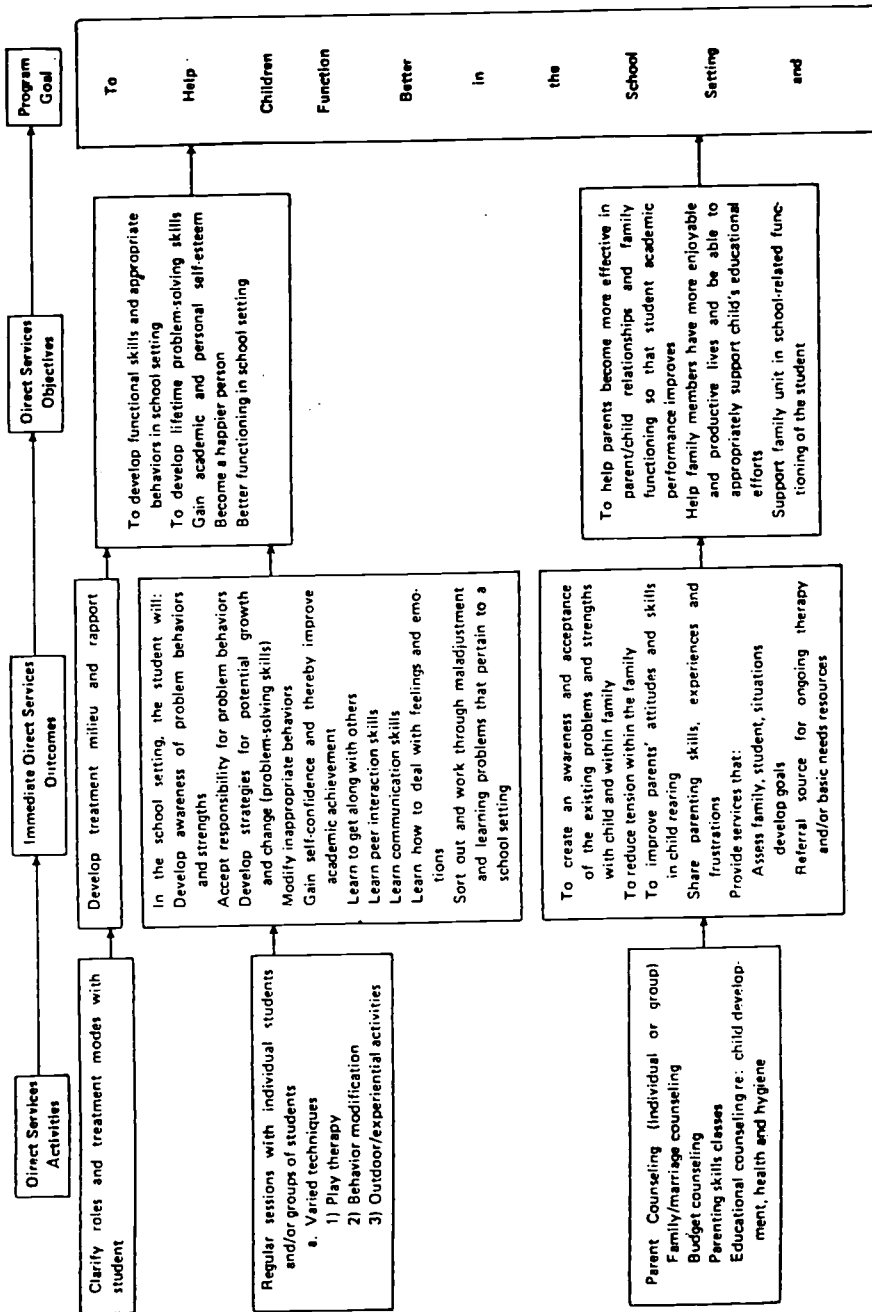 Direct Services
Activities
Immediate Direct Services
Outcomes
Direct Services
Objectives
Program
Goal
Clarify roles and treatment modes with
student
Develop treatment milieu and rapport
Regular sessions with individual students
and/or groups of students
a. Varied techniques
1) Play therapy
2) Behavior modification
3) Outdoor/experiential activities
In the school setting, the student will:
Develop awareness of problem behaviors
and strengths
Accept responsibility for problem behaviors
Develop strategies for potential growth
and change (problem-solving skills)
Modify inappropriate behaviors
Gain self-confidence and thereby improve
academic achievement
Learn to get along with others
Learn peer interaction skills
Learn communication skills
Learn how to deal with feelings and emo-
tions
Sort out and work through maladjustment
and learning problems that pertain to a
school setting
To develop functional skills and appropriate
behaviors in school setting
To develop lifetime problem-solving skills
Gain academic and personal self-esteem
Become a happier person
Better functioning in school setting
Parent Counseling (Individual or group)
Family/marriage counseling
Budget counseling
Parenting skills classes
Educational counseling re: child develop-
ment, health and hygiene
To create an awareness and acceptance
of the existing problems and strengths
with child and within family
To reduce tension within the family
To improve parents' attitudes and skills
in child rearing
Share parenting skills, experiences and
frustrations
Provide services that:
Assess family, student, situations
develop goals
Referral source for ongoing therapy
and/or basic needs resources
To help parents become more effective in
parent/child relationships and family
functioning so that student academic
performance improves
Help family members have more enjoyable
and productive lives and be able to
appropriately support child's educational
efforts
Support family unit in school-related func-
tioning of the student
To
Help
Children
Function
Better
in
the
School
Setting
and